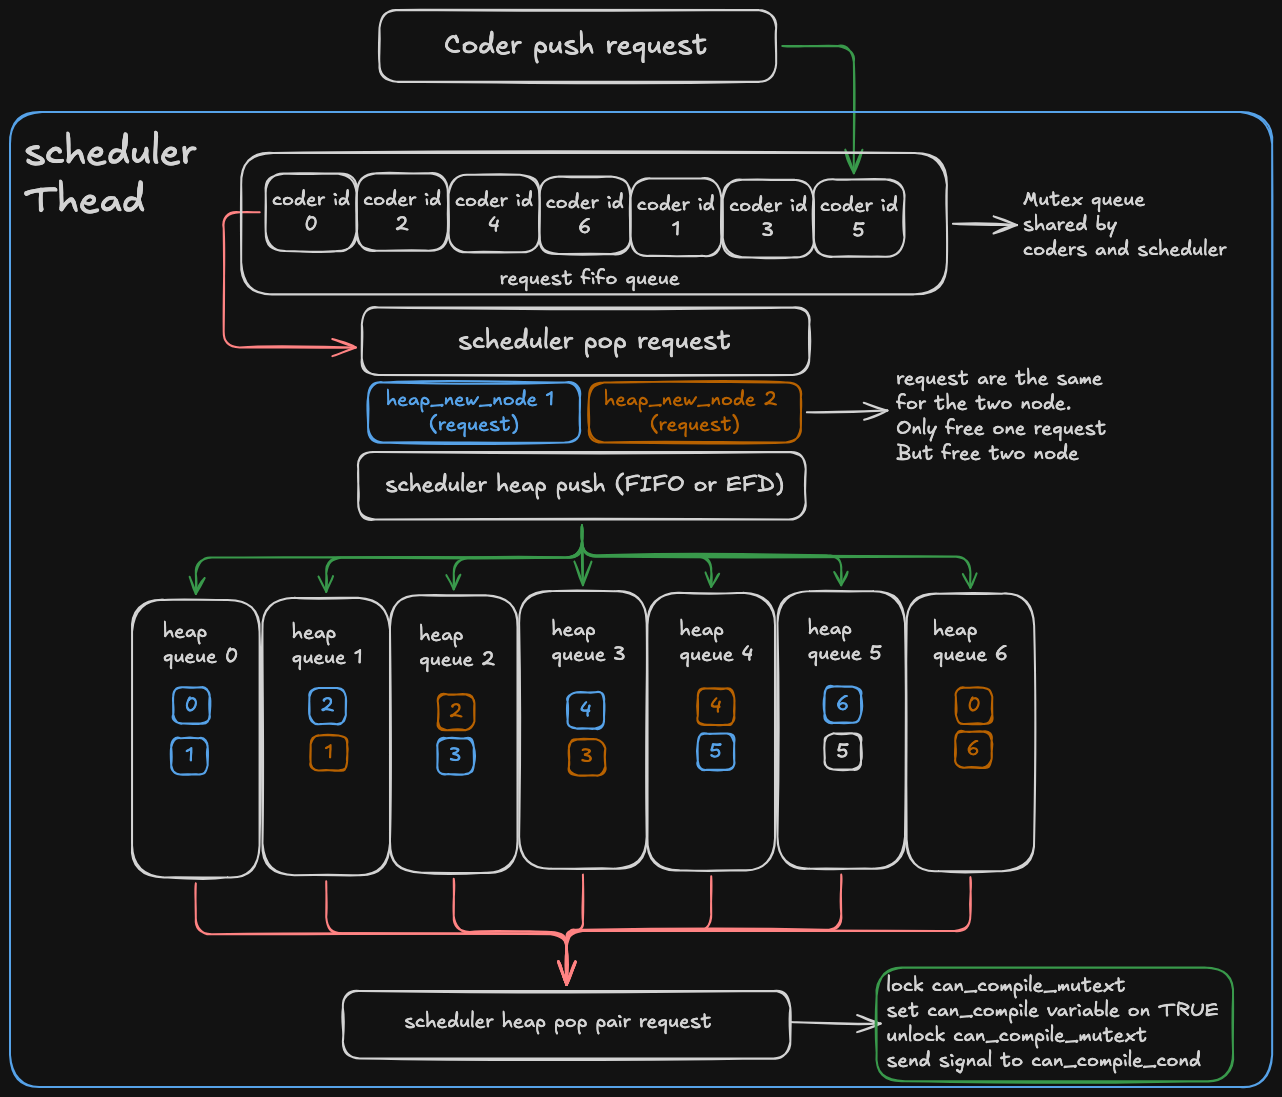 Coder push request
scheduler
Thead
coder id
0
coder id
2
coder id
4
coder id
6
coder id
1
coder id
3
coder id
5
request fifo queue
Mutex queue
shared by
coders and scheduler
scheduler pop request
heap_new_node 1
(request)
heap_new_node 2
(request)
request are the same
for the two node.
Only free one request
But free two node
scheduler heap push (FIFO or EFD)
heap
queue 0
0
1
heap
queue 1
2
1
heap
queue 2
2
3
heap
queue 3
4
3
heap
queue 4
4
5
heap
queue 5
6
5
heap
queue 6
0
6
scheduler heap pop pair request
lock can_compile_mutext
set can_compile variable on TRUE
unlock can_compile_mutext
send signal to can_compile_cond